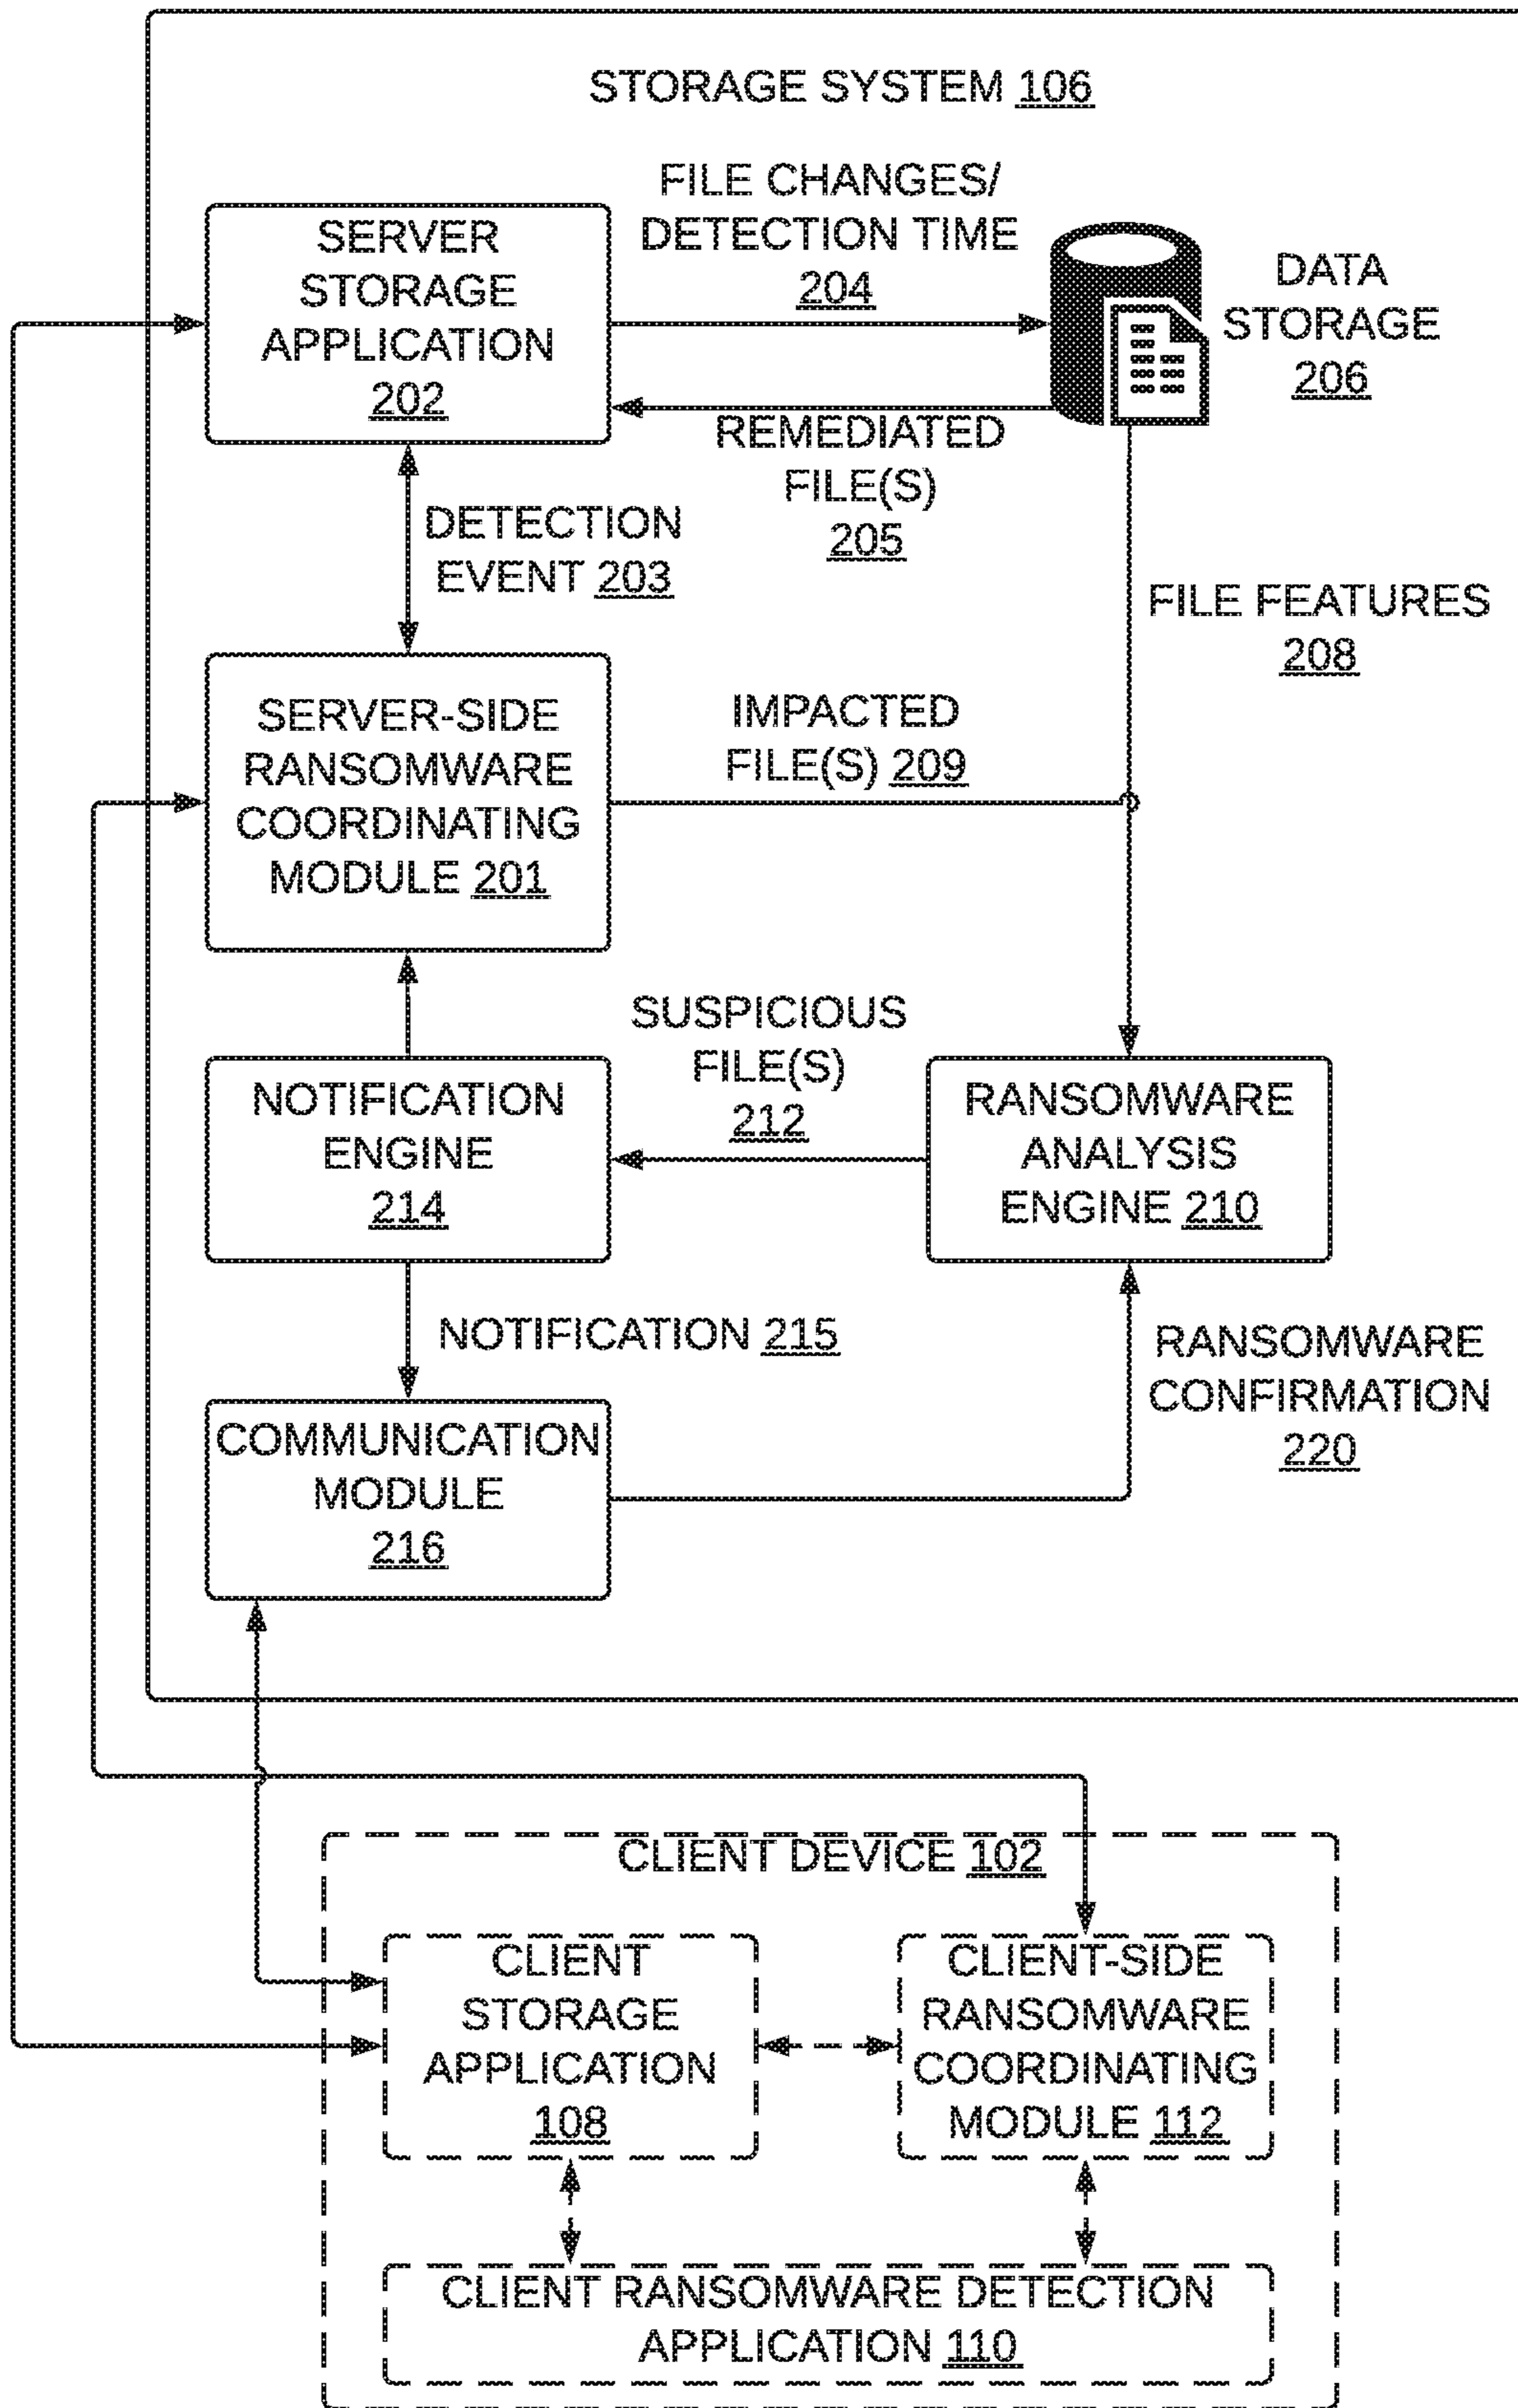 STORAGE SYSTEM 106
FILE CHANGES/
DETECTION TIME
204
SERVER
STORAGE
APPLICATION
202
DATA
STORAGE
206
REMEDIATED
FILE(S)
205
DETECTION
EVENT 203
FILE FEATURES
208
SERVER-SIDE
RANSOMWARE
COORDINATING
MODULE 201
IMPACTED
FILE(S) 209
SUSPICIOUS
FILE(S)
212
NOTIFICATION
ENGINE
214
RANSOMWARE
ANALYSIS
ENGINE 210
NOTIFICATION 215
RANSOMWARE
CONFIRMATION
220
COMMUNICATION
MODULE
216
CLIENT DEVICE 102
CLIENT
STORAGE
APPLICATION
108
CLIENT-SIDE
RANSOMWARE
COORDINATING
MODULE 112
CLIENT RANSOMWARE DETECTION
APPLICATION 110